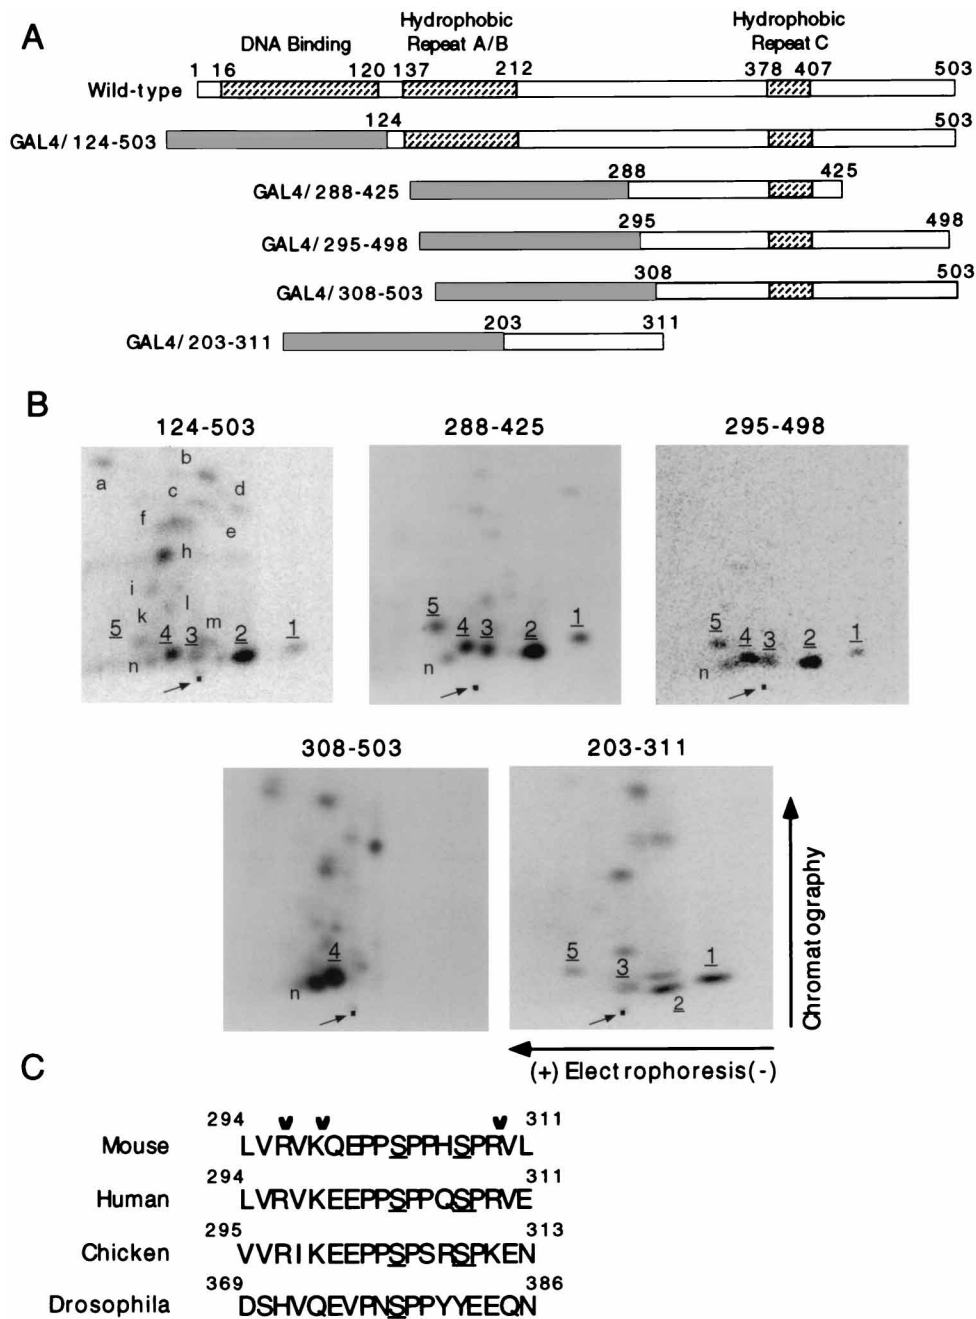 A
DNA Binding
Hydrophobic
Repeat A/B
Hydrophobic
Repeat C
1 16 120 137 212 378 407 503
Wild-type
124 503
GAL4/124-503
288 425
GAL4/288-425
295 498
GAL4/295-498
308 503
GAL4/308-503
203 311
GAL4/203-311
B
124-503
a b c d e f h i k l m n 5 4 3 2 1
288-425
5 4 3 2 1 n
295-498
5 4 3 2 1 n
308-503
4 n
203-311
5 3 2 1
Chromatography
(+) Electrophoresis(-)
C
294 311
Mouse LVRVKQEPPSPPHSPRVL
294 311
Human LVRVKEEPPSPPQSPRVE
295 313
Chicken VVRIKEEPPSPSRSPKEN
369 386
Drosophila DSHVQEVPNSPPYYEEQN